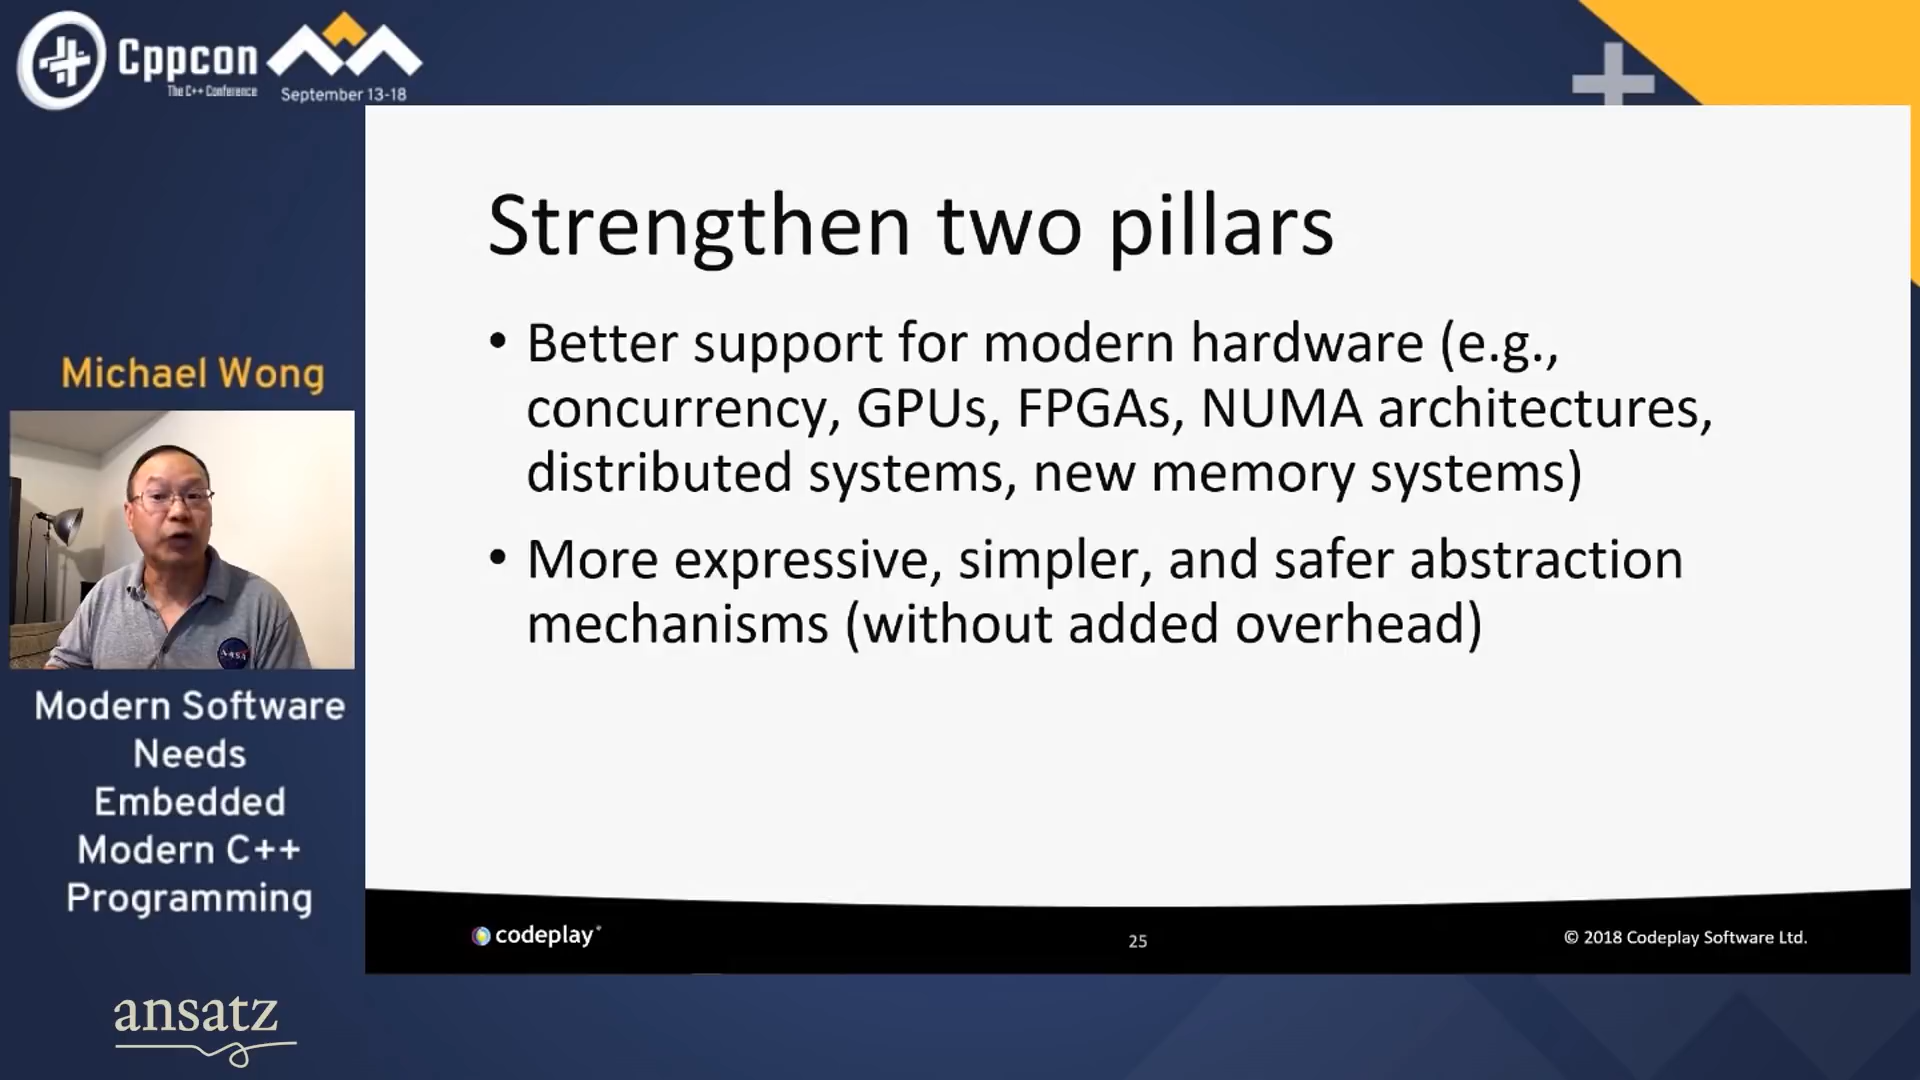 Cppcon
The C++ Conference
September 13-18
Michael Wong
NASA
Modern Software
Needs
Embedded
Modern C++
Programming
ansatz
Strengthen two pillars
• Better support for modern hardware (e.g.,
concurrency, GPUs, FPGAs, NUMA architectures,
distributed systems, new memory systems)
• More expressive, simpler, and safer abstraction
mechanisms (without added overhead)
codeplay
25
© 2018 Codeplay Software Ltd.